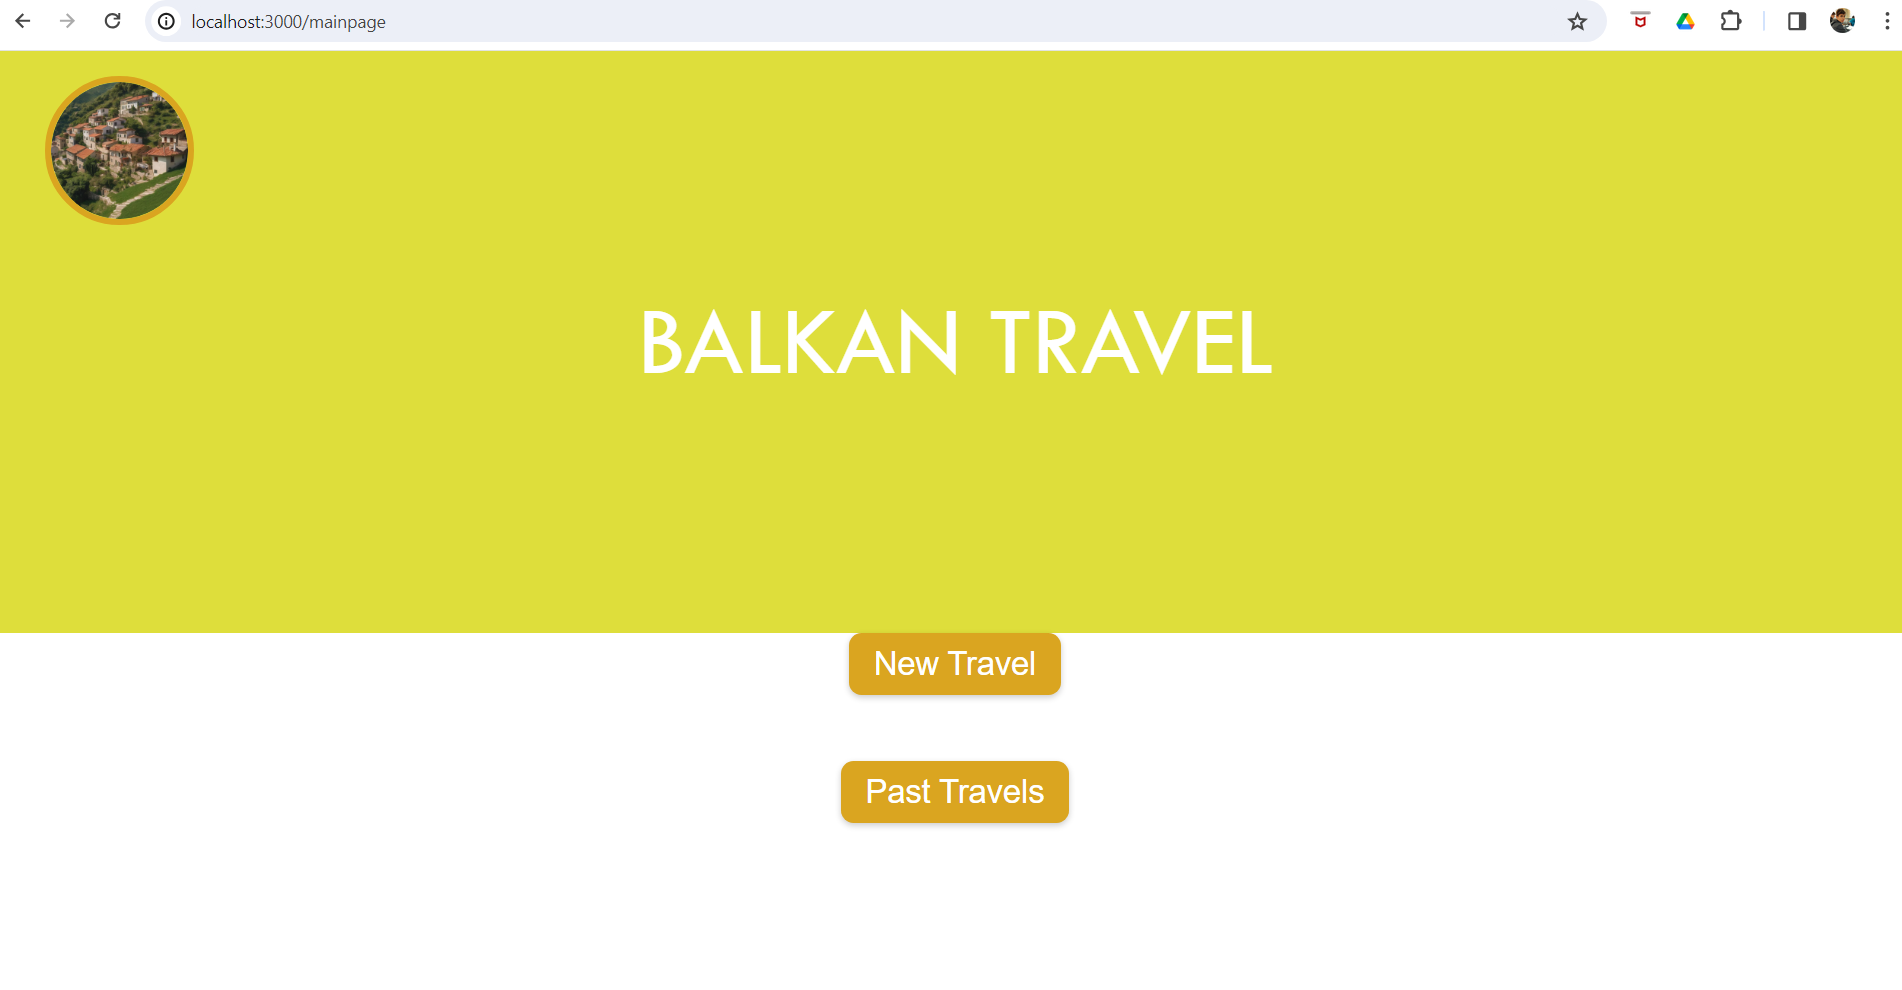 localhost:3000/mainpage
BALKAN TRAVEL
New Travel
Past Travels